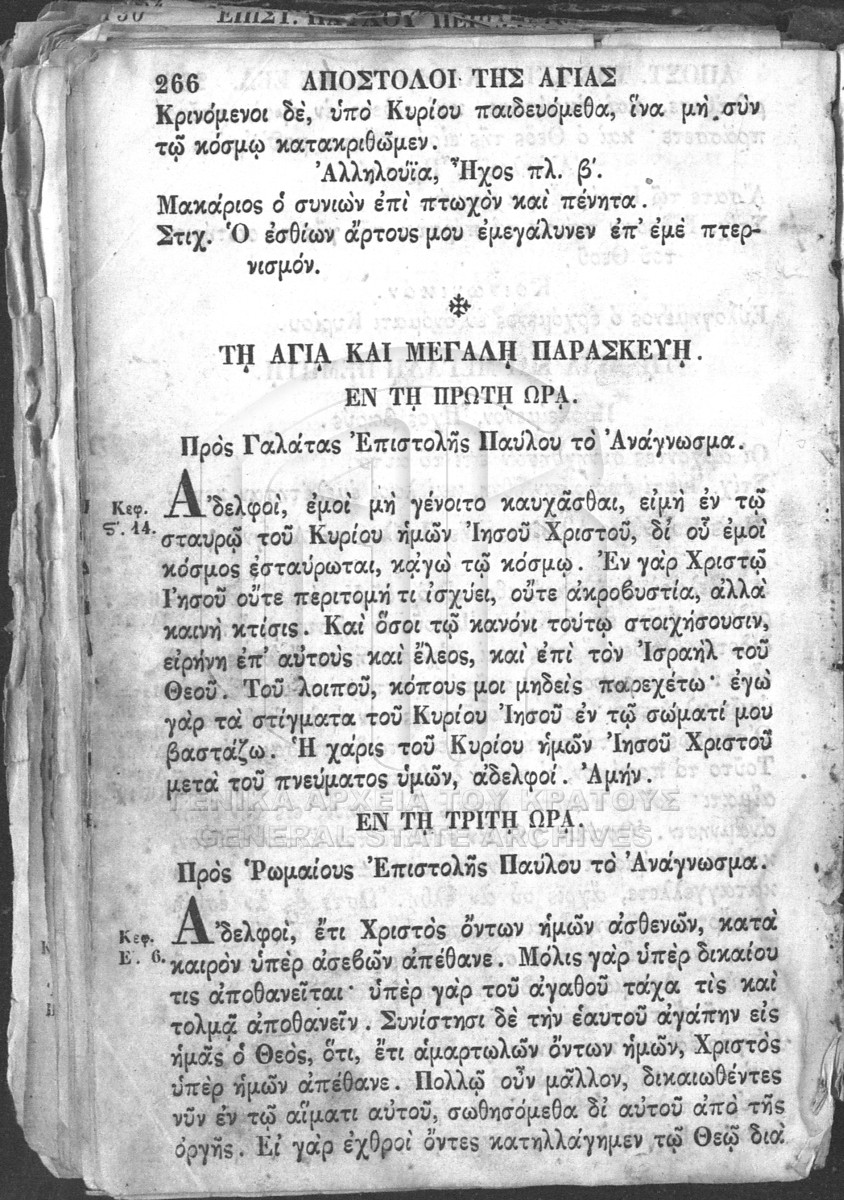 266 ΑΠΟΣΤΟΛΟΙ ΤΗΣ ΑΓΙΑΣ
Κρινόμενοι δὲ, ὑπὸ Κυρίου παιδευόμεθα, ἵνα μὴ σὺν
τῷ κόσμῳ κατακριθῶμεν.
Ἀλληλούϊα, Ἦχος πλ. β΄.
Μακάριος ὁ συνιὼν ἐπὶ πτωχὸν καὶ πένητα.
Στιχ. Ὁ ἐσθίων ἄρτους μου ἐμεγάλυνεν ἐπ' ἐμὲ πτερ-
νισμόν.
ΤΗ ΑΓΙΑ ΚΑΙ ΜΕΓΑΛΗ ΠΑΡΑΣΚΕΥΗ.
ΕΝ ΤΗ ΠΡΩΤΗ ΩΡΑ.
Πρὸς Γαλάτας Ἐπιστολῆς Παύλου τὸ Ἀνάγνωσμα.
Ἀδελφοὶ, ἐμοὶ μὴ γένοιτο καυχᾶσθαι, εἰμὴ ἐν τῷ
Κεφ.
ϛ΄. 14.
σταυρῷ τοῦ Κυρίου ἡμῶν Ἰησοῦ Χριστοῦ, δι' οὗ ἐμοὶ
κόσμος ἐσταύρωται, κᾀγὼ τῷ κόσμῳ. Ἐν γὰρ Χριστῷ
Ἰησοῦ οὔτε περιτομή τι ἰσχύει, οὔτε ἀκροβυστία, ἀλλὰ
καινὴ κτίσις. Καὶ ὅσοι τῷ κανόνι τούτῳ στοιχήσουσιν,
εἰρήνη ἐπ' αὐτοὺς καὶ ἔλεος, καὶ ἐπὶ τὸν Ἰσραὴλ τοῦ
Θεοῦ. Τοῦ λοιποῦ, κόπους μοι μηδεὶς παρεχέτω· ἐγὼ
γὰρ τὰ στίγματα τοῦ Κυρίου Ἰησοῦ ἐν τῷ σώματί μου
βαστάζω. Ἡ χάρις τοῦ Κυρίου ἡμῶν Ἰησοῦ Χριστοῦ
μετὰ τοῦ πνεύματος ὑμῶν, ἀδελφοί. Ἀμήν.
ΓΕΝΙΚΑ ΑΡΧΕΙΑ ΤΟΥ ΚΡΑΤΟΥΣ
ΕΝ ΤΗ ΤΡΙΤΗ ΩΡΑ.
GENERAL STATE ARCHIVES
Πρὸς Ῥωμαίους Ἐπιστολῆς Παύλου τὸ Ἀνάγνωσμα.
Ἀδελφοὶ, ἔτι Χριστὸς ὄντων ἡμῶν ἀσθενῶν, κατὰ
Κεφ.
Ε. 6.
καιρὸν ὑπὲρ ἀσεβῶν ἀπέθανε. Μόλις γὰρ ὑπὲρ δικαίου
τις ἀποθανεῖται· ὑπὲρ γὰρ τοῦ ἀγαθοῦ τάχα τὶς καὶ
τολμᾷ ἀποθανεῖν. Συνίστησι δὲ τὴν ἑαυτοῦ ἀγάπην εἰς
ἡμᾶς ὁ Θεὸς, ὅτι, ἔτι ἁμαρτωλῶν ὄντων ἡμῶν, Χριστὸς
ὑπὲρ ἡμῶν ἀπέθανε. Πολλῷ οὖν μᾶλλον, δικαιωθέντες
νῦν ἐν τῷ αἵματι αὐτοῦ, σωθησόμεθα δι' αὐτοῦ ἀπὸ τῆς
ὀργῆς. Εἰ γὰρ ἐχθροὶ ὄντες κατηλλάγημεν τῷ Θεῷ διὰ